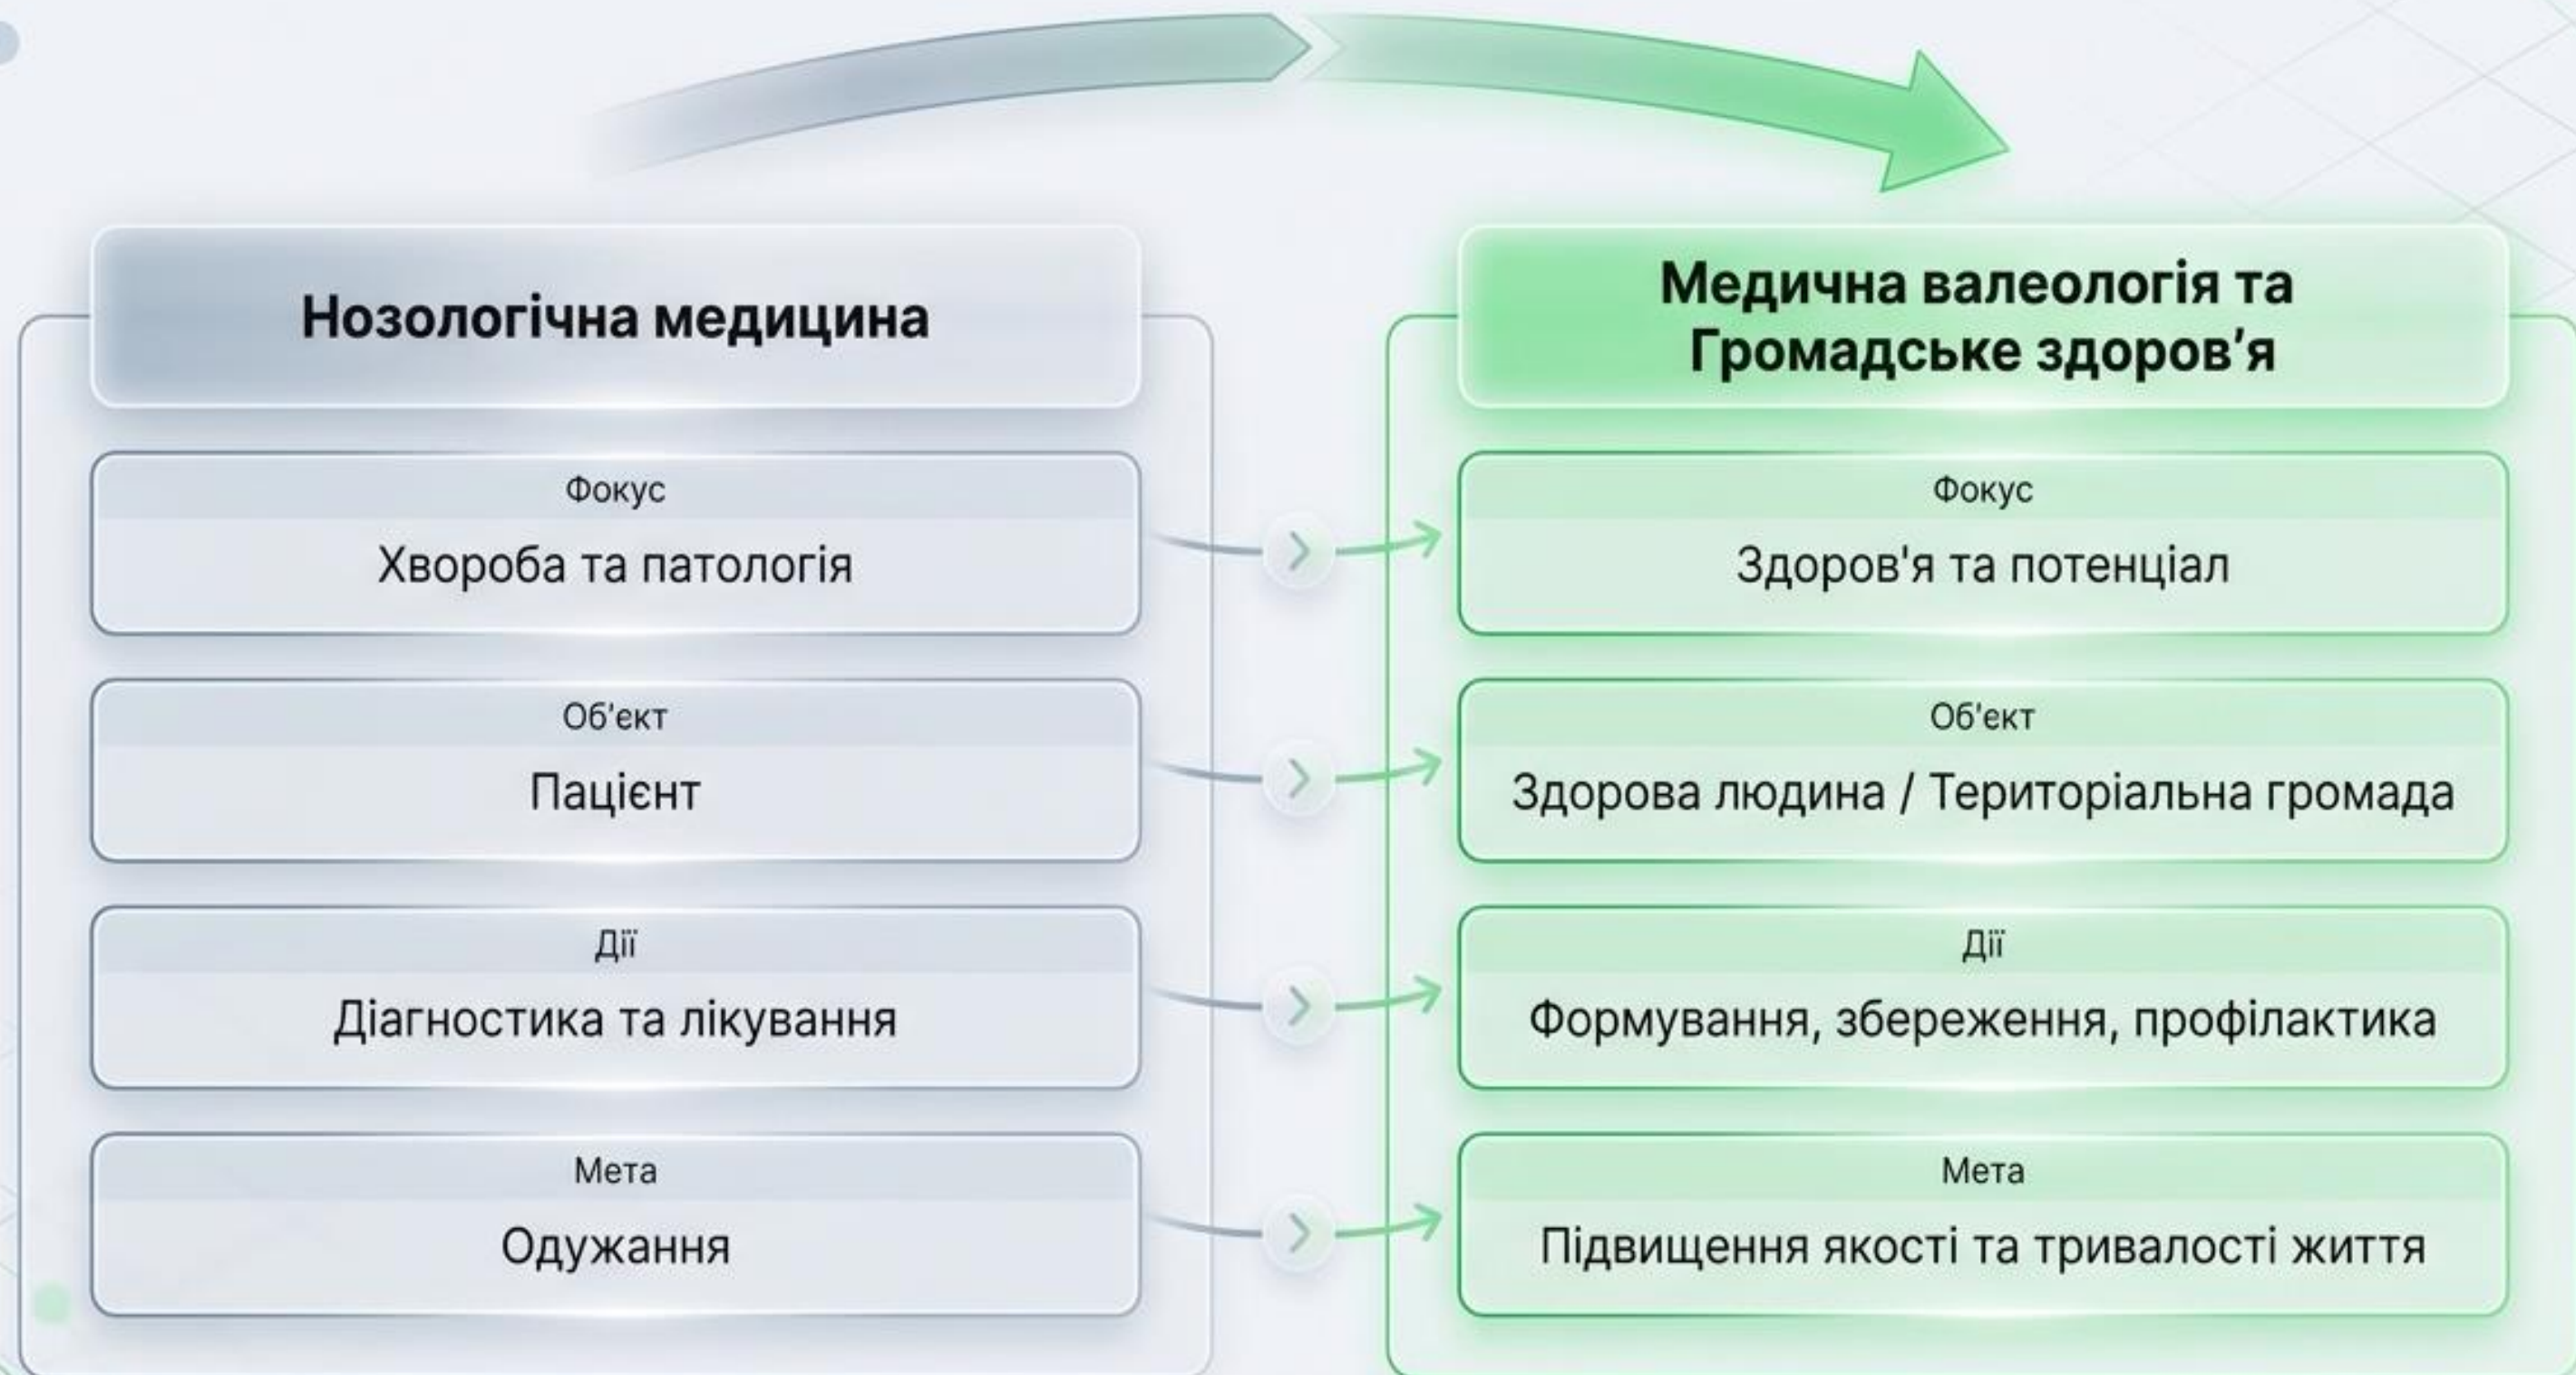 Нозологічна медицина
Фокус
Хвороба та патологія
Об'єкт
Пацієнт
Дії
Діагностика та лікування
Мета
Одужання
Медична валеологія та
Громадське здоров’я
Фокус
Здоров'я та потенціал
Об'єкт
Здорова людина / Територіальна громада
Дії
Формування, збереження, профілактика
Мета
Підвищення якості та тривалості життя